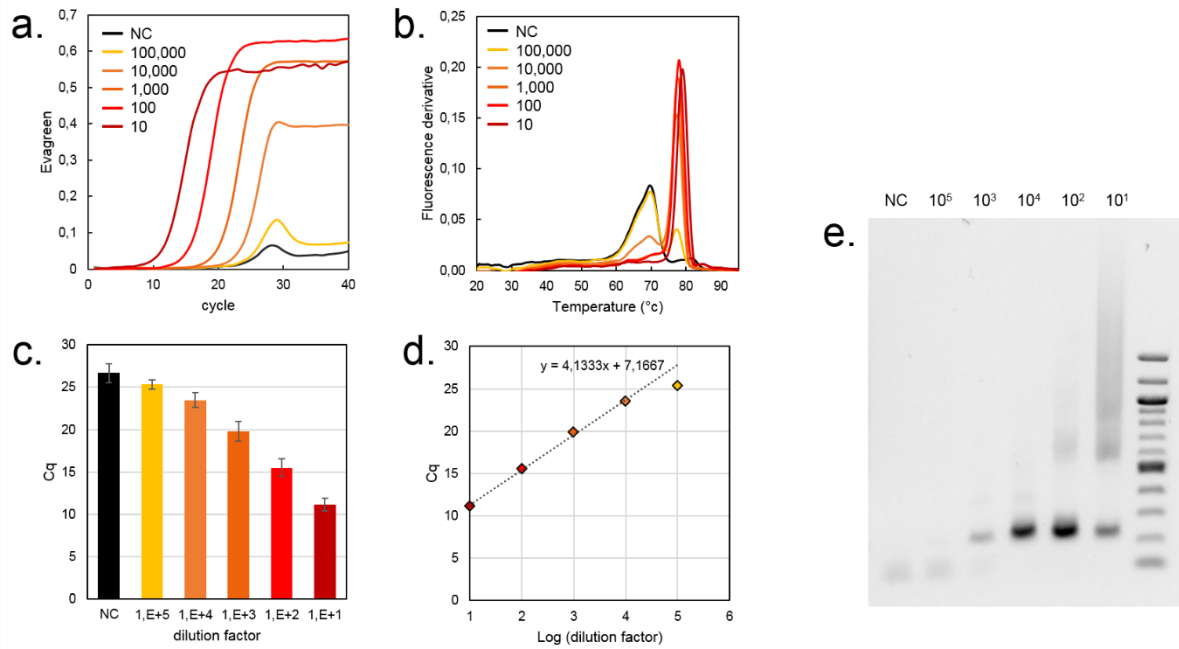 a.
NC
100,000
10,000
1,000
100
10
Evagreen
0,7
0,6
0,5
0,4
0,3
0,2
0,1
0
0
10
20
30
40
cycle
b.
NC
100,000
10,000
1,000
100
10
Fluorescence derivative
0,25
0,20
0,15
0,10
0,05
0,00
20
30
40
50
60
70
80
90
Temperature (°c)
c.
Cq
30
25
20
15
10
5
0
NC
1,E+5
1,E+4
1,E+3
1,E+2
1,E+1
dilution factor
d.
y = 4,1333x + 7,1667
Cq
30
25
20
15
10
5
0
1
2
3
4
5
6
Log (dilution factor)
e.
NC 10⁵ 10³ 10⁴ 10² 10¹